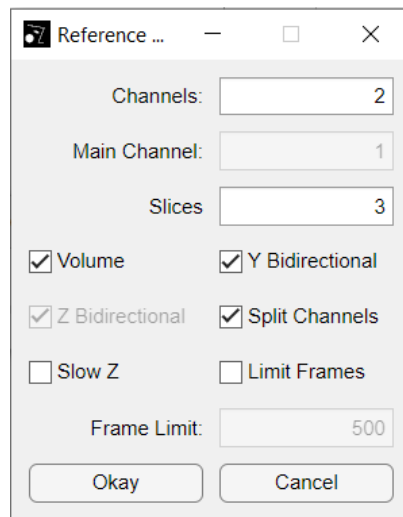 Reference ...
Channels: 2
Main Channel: 1
Slices 3
Volume Y Bidirectional
Z Bidirectional Split Channels
Slow Z Limit Frames
Frame Limit: 500
Okay Cancel